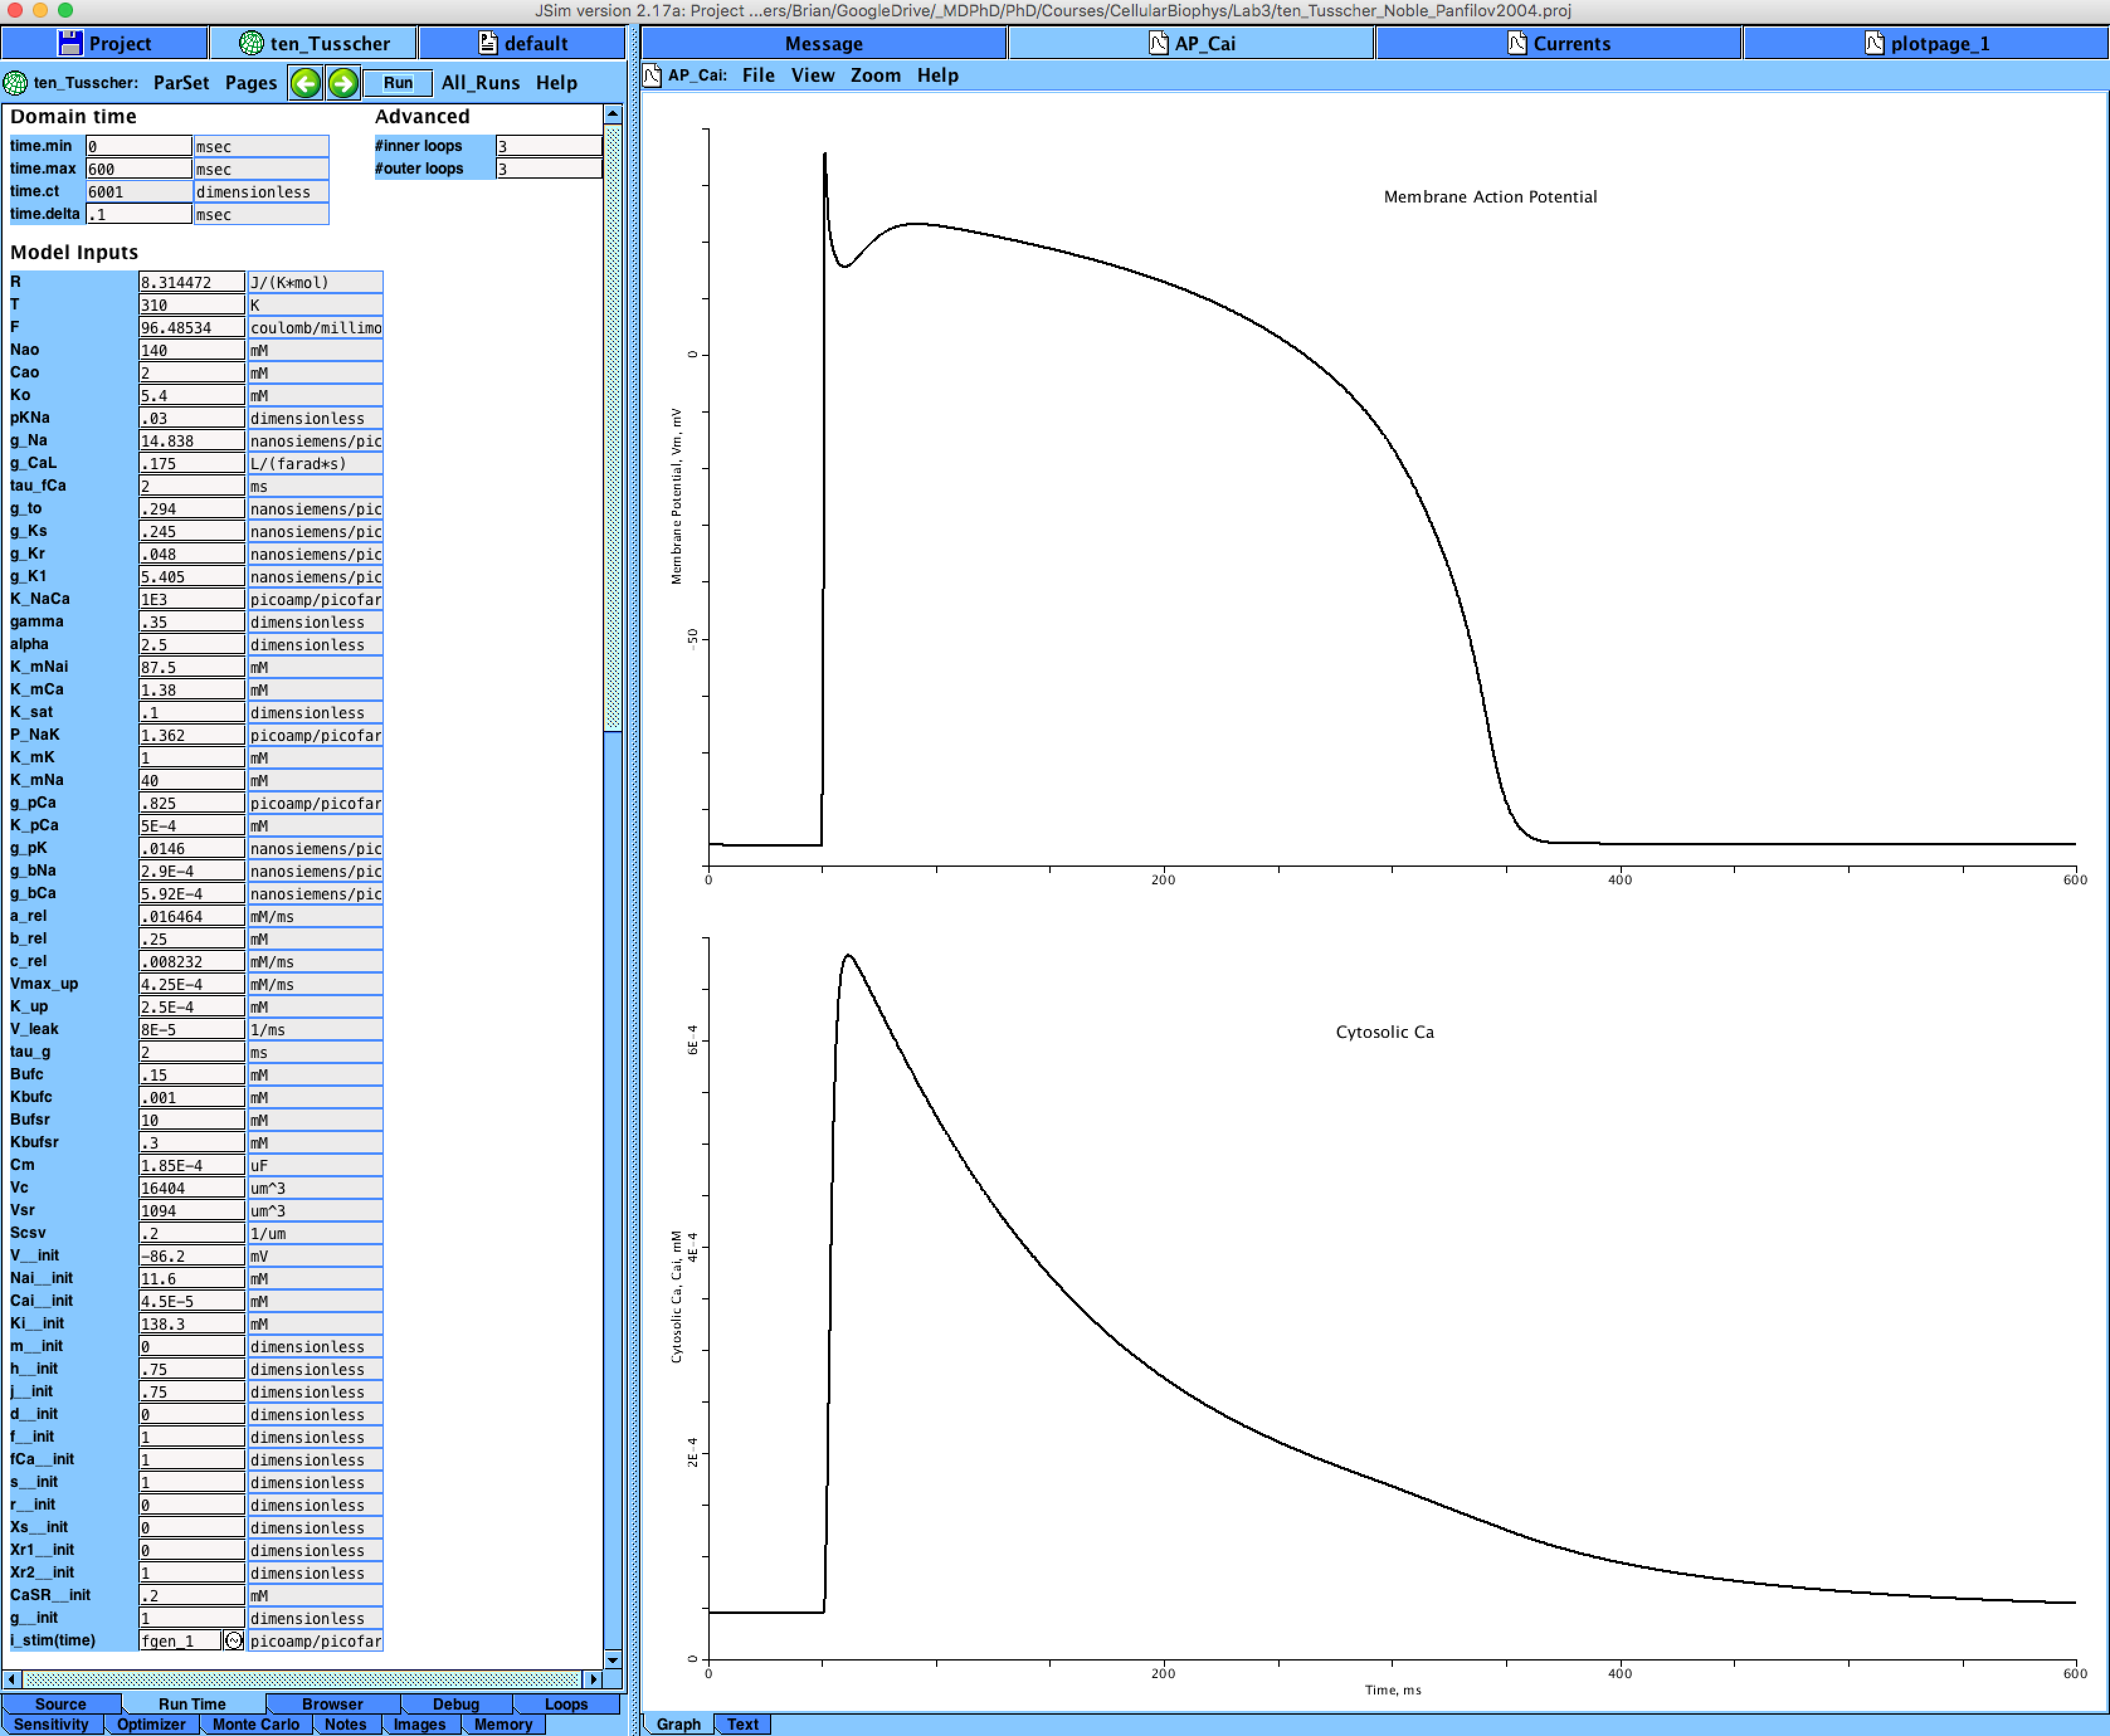 JSim version 2.17a: Project ...ers/Brian/GoogleDrive/_MDPhD/PhD/Courses/CellularBiophys/Lab3/ten_Tusscher_Noble_Panfilov2004.proj
Project ten_Tusscher default
Message AP_Cai Currents plotpage_1
ten_Tusscher: ParSet Pages Run All_Runs Help
AP_Cai: File View Zoom Help
Domain time
time.min 0 msec
time.max 600 msec
time.ct 6001 dimensionless
time.delta .1 msec
Advanced
#inner loops 3
#outer loops 3
Model Inputs
R 8.314472 J/(K*mol)
T 310 K
F 96.48534 coulomb/millimo
Nao 140 mM
Cao 2 mM
Ko 5.4 mM
pKNa .03 dimensionless
g_Na 14.838 nanosiemens/pic
g_CaL .175 L/(farad*s)
tau_fCa 2 ms
g_to .294 nanosiemens/pic
g_Ks .245 nanosiemens/pic
g_Kr .048 nanosiemens/pic
g_K1 5.405 nanosiemens/pic
K_NaCa 1E3 picoamp/picofar
gamma .35 dimensionless
alpha 2.5 dimensionless
K_mNai 87.5 mM
K_mCa 1.38 mM
K_sat .1 dimensionless
P_NaK 1.362 picoamp/picofar
K_mK 1 mM
K_mNa 40 mM
g_pCa .825 picoamp/picofar
K_pCa 5E-4 mM
g_pK .0146 nanosiemens/pic
g_bNa 2.9E-4 nanosiemens/pic
g_bCa 5.92E-4 nanosiemens/pic
a_rel .016464 mM/ms
b_rel .25 mM
c_rel .008232 mM/ms
Vmax_up 4.25E-4 mM/ms
K_up 2.5E-4 mM
V_leak 8E-5 1/ms
tau_g 2 ms
Bufc .15 mM
Kbufc .001 mM
Bufsr 10 mM
Kbufsr .3 mM
Cm 1.85E-4 uF
Vc 16404 um^3
Vsr 1094 um^3
Scsv .2 1/um
V__init -86.2 mV
Nai__init 11.6 mM
Cai__init 4.5E-5 mM
Ki__init 138.3 mM
m__init 0 dimensionless
h__init .75 dimensionless
j__init .75 dimensionless
d__init 0 dimensionless
f__init 1 dimensionless
fCa__init 1 dimensionless
s__init 1 dimensionless
r__init 0 dimensionless
Xs__init 0 dimensionless
Xr1__init 0 dimensionless
Xr2__init 1 dimensionless
CaSR__init .2 mM
g__init 1 dimensionless
i_stim(time) fgen_1 picoamp/picofar
Source Run Time Browser Debug Loops
Sensitivity Optimizer Monte Carlo Notes Images Memory
Membrane Action Potential
Membrane Potential, Vm, mV
0
-50
0 200 400 600
Cytosolic Ca
Cytosolic Ca, Cai, mM
6E-4
4E-4
2E-4
0
0 200 400 600
Time, ms
Graph Text